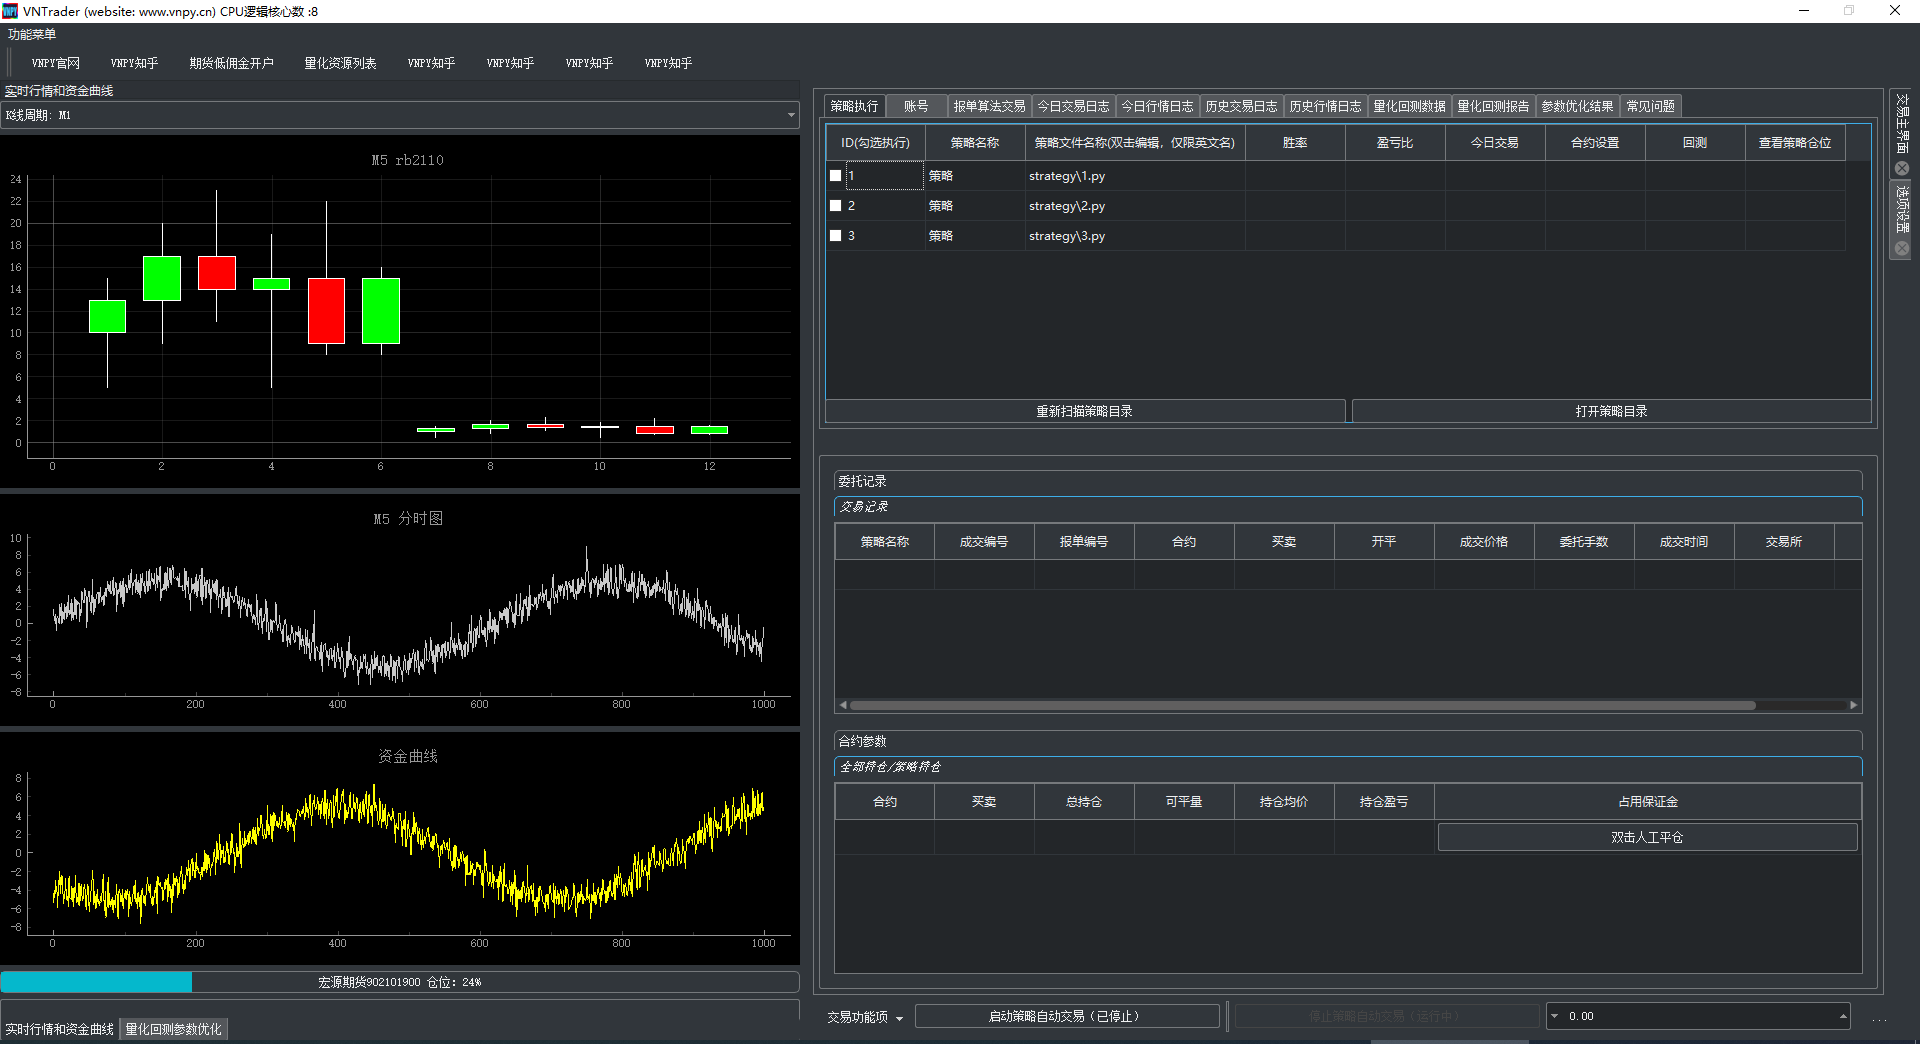 VNTrader (website: www.vnpy.cn) CPU逻辑核心数 :8
功能菜单
VNPY官网 VNPY知乎 期货低佣金开户 量化资源列表 VNPY知乎 VNPY知乎 VNPY知乎 VNPY知乎
实时行情和资金曲线
K线周期: M1
M5 rb2110
24
22
20
18
16
14
12
10
8
6
4
2
0
0 2 4 6 8 10 12
M5 分时图
10
8
6
4
2
0
-2
-4
-6
-8
0 200 400 600 800 1000
资金曲线
8
6
4
2
0
-2
-4
-6
-8
0 200 400 600 800 1000
宏源期货902101900 仓位: 24%
实时行情和资金曲线 量化回测参数优化
策略执行 账号 报单算法交易 今日交易日志 今日行情日志 历史交易日志 历史行情日志 量化回测数据 量化回测报告 参数优化结果 常见问题
ID(勾选执行) 策略名称 策略文件名称(双击编辑，仅限英文名) 胜率 盈亏比 今日交易 合约设置 回测 查看策略仓位
1 策略 strategy\1.py
2 策略 strategy\2.py
3 策略 strategy\3.py
重新扫描策略目录 打开策略目录
委托记录
交易记录
策略名称 成交编号 报单编号 合约 买卖 开平 成交价格 委托手数 成交时间 交易所
合约参数
全部持仓/策略持仓
合约 买卖 总持仓 可平量 持仓均价 持仓盈亏 占用保证金
双击人工平仓
交易功能项 启动策略自动交易（已停止） 停止策略自动交易（运行中） 0.00 ...
交易主界面
选项设置